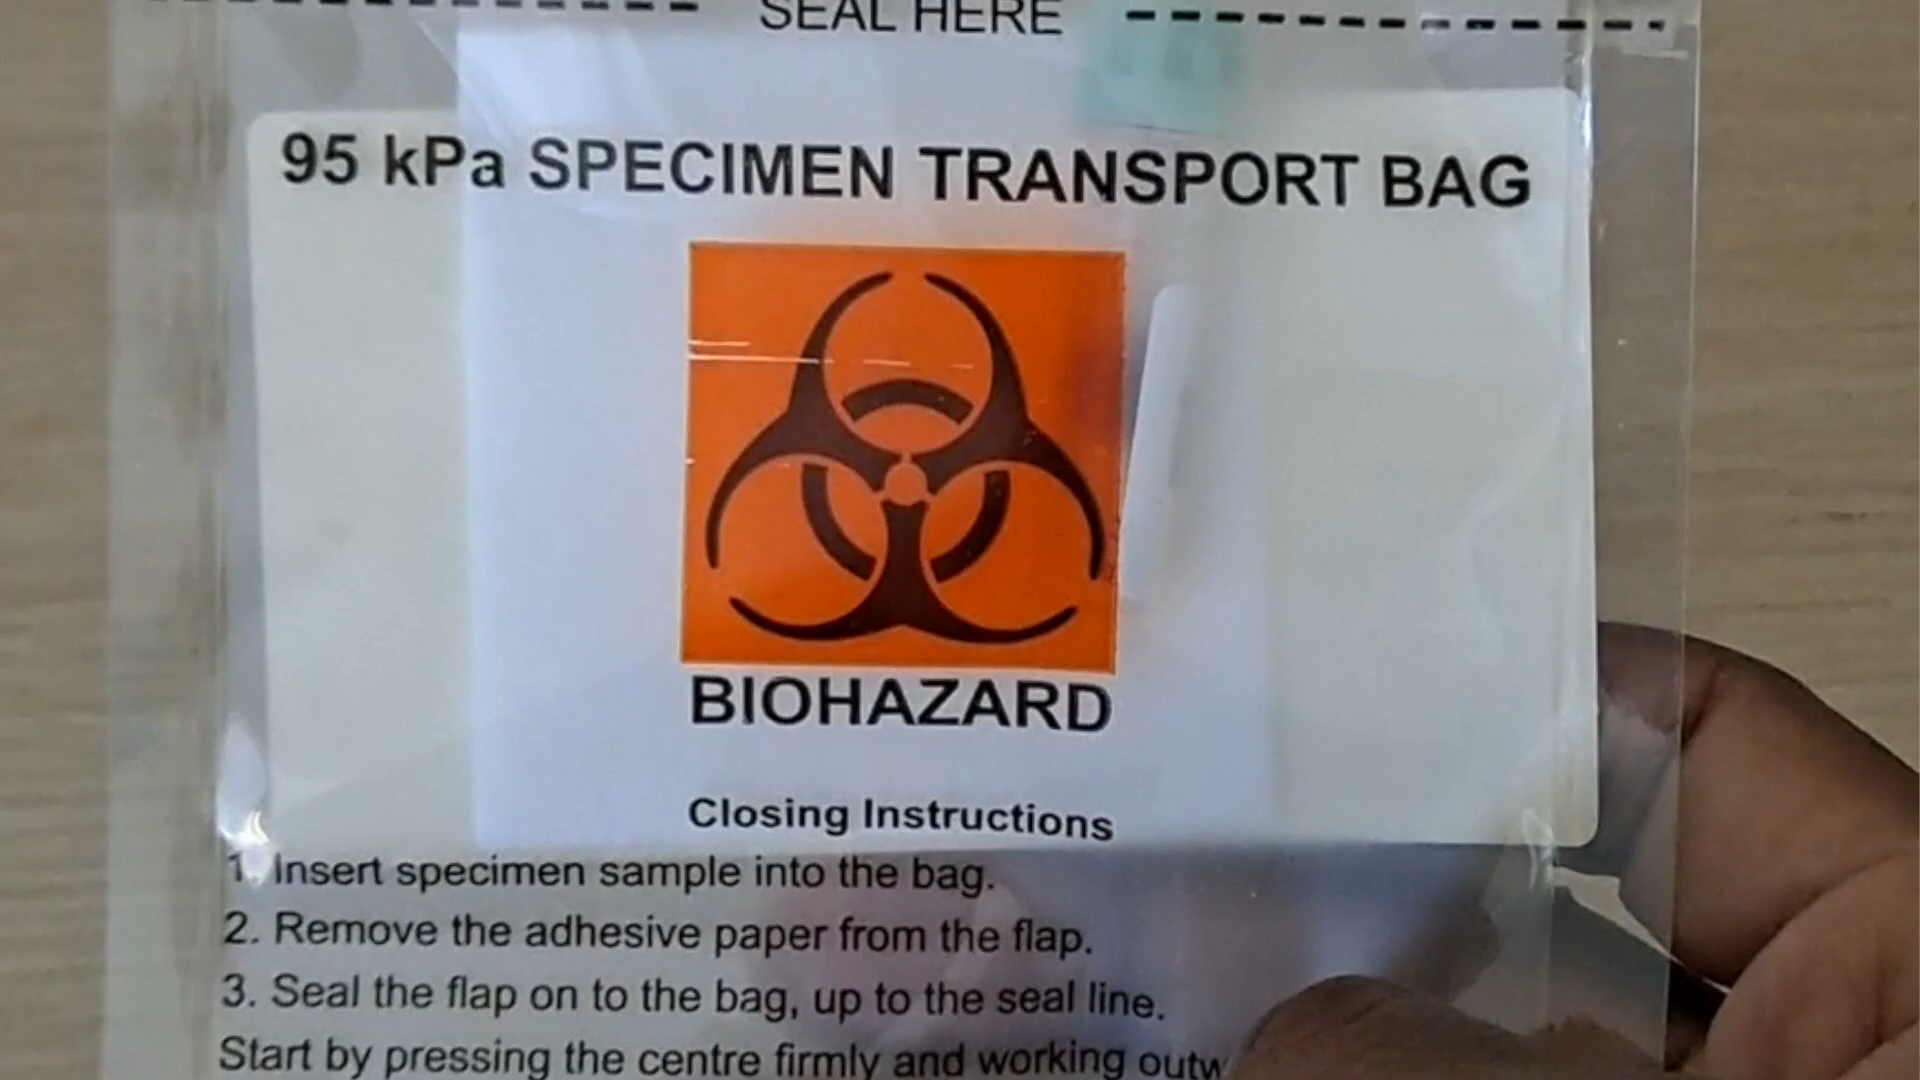 SEAL HERE
95 kPa SPECIMEN TRANSPORT BAG
BIOHAZARD
Closing Instructions
1. Insert specimen sample into the bag.
2. Remove the adhesive paper from the flap.
3. Seal the flap on to the bag, up to the seal line.
Start by pressing the centre firmly and working